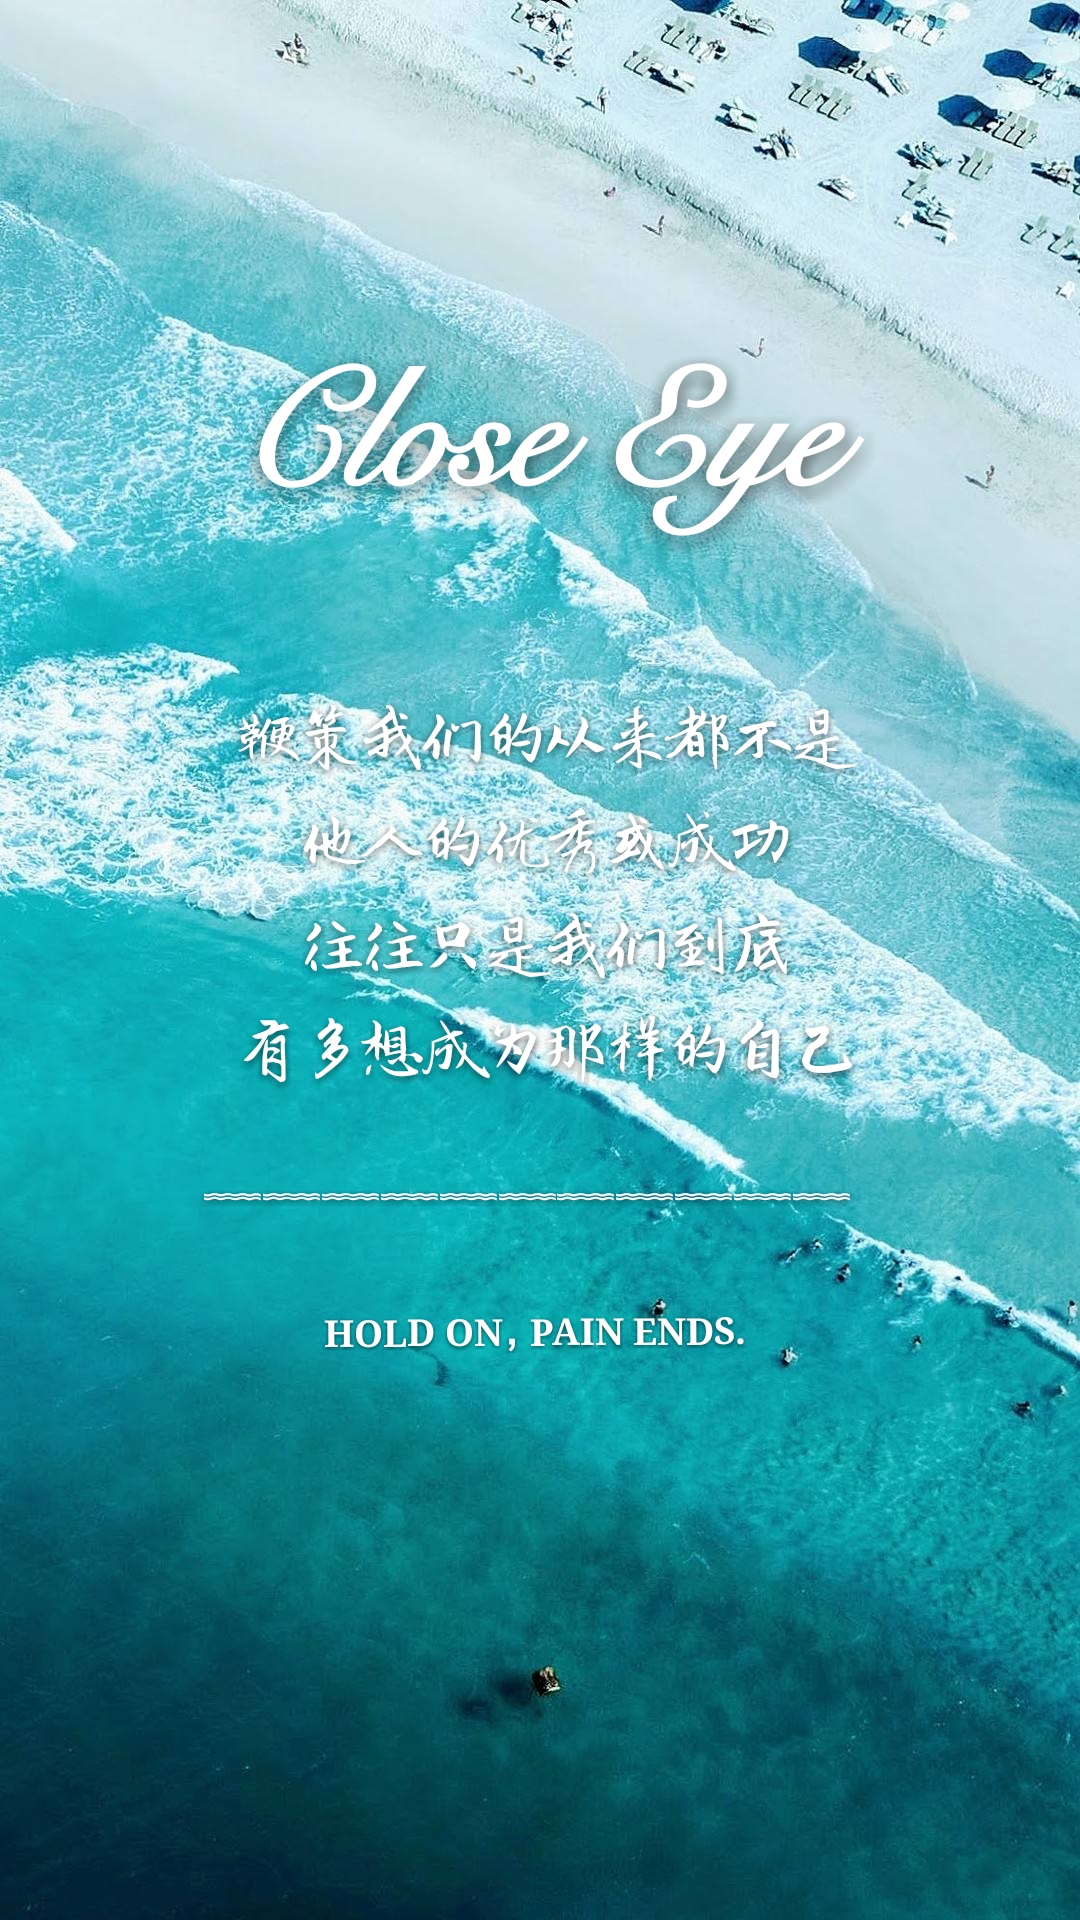 Close Eye
鞭策我们的从来都不是
他人的优秀或成功
往往只是我们到底
有多想成为那样的自己
HOLD ON, PAIN ENDS.